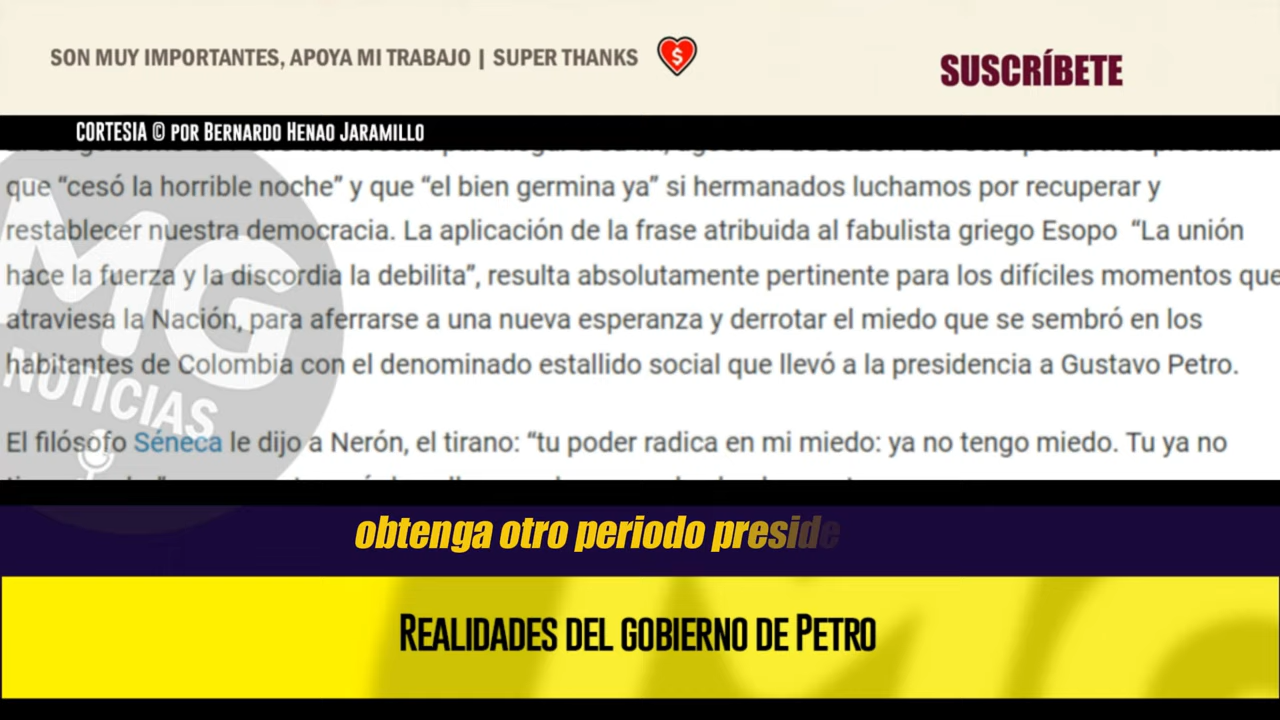 SON MUY IMPORTANTES, APOYA MI TRABAJO | SUPER THANKS
SUSCRÍBETE
CORTESIA © POR BERNARDO HENAO JARAMILLO
que “cesó la horrible noche” y que “el bien germina ya” si hermanados luchamos por recuperar y
restablecer nuestra democracia. La aplicación de la frase atribuida al fabulista griego Esopo “La unión
hace la fuerza y la discordia la debilita”, resulta absolutamente pertinente para los difíciles momentos que
atraviesa la Nación, para aferrarse a una nueva esperanza y derrotar el miedo que se sembró en los
habitantes de Colombia con el denominado estallido social que llevó a la presidencia a Gustavo Petro.
MG
NOTICIAS
El filósofo Séneca le dijo a Nerón, el tirano: “tu poder radica en mi miedo: ya no tengo miedo. Tu ya no
obtenga otro periodo preside
REALIDADES DEL GOBIERNO DE PETRO